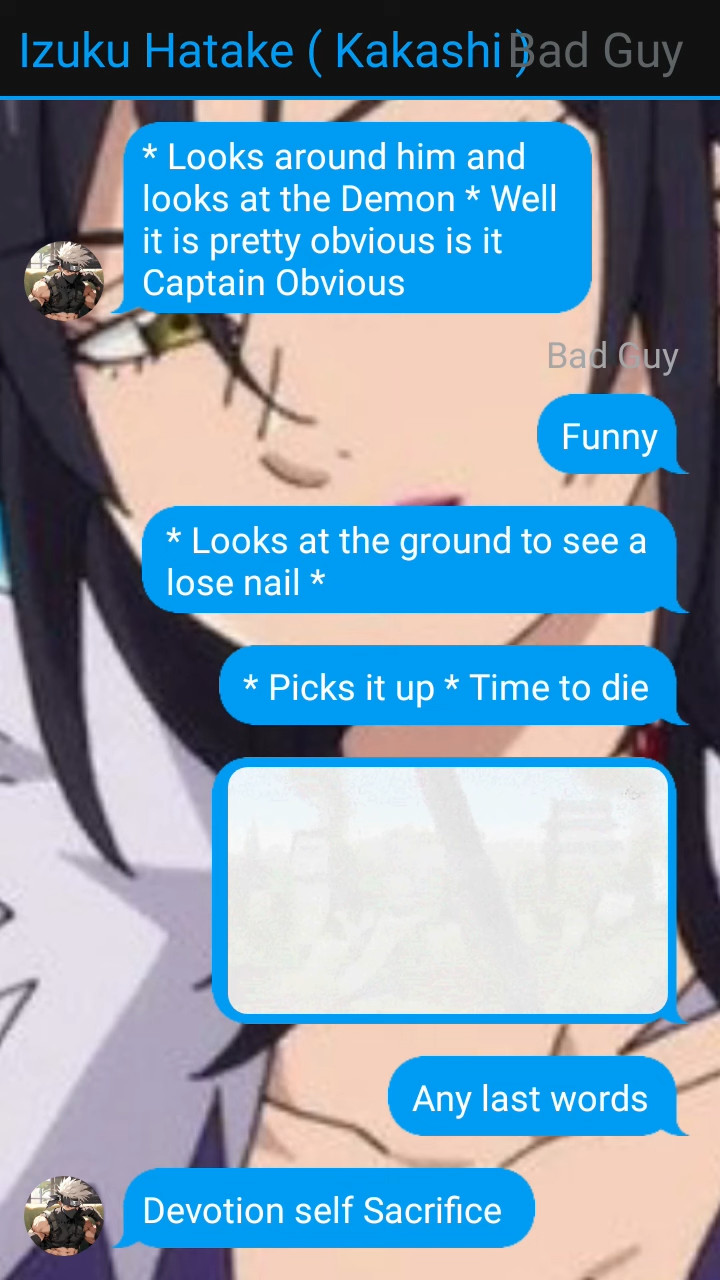 Izuku Hatake ( Kakashi )
Bad Guy
* Looks around him and
looks at the Demon * Well
it is pretty obvious is it
Captain Obvious
Bad Guy
Funny
* Looks at the ground to see a
lose nail *
* Picks it up * Time to die
Any last words
Devotion self Sacrifice